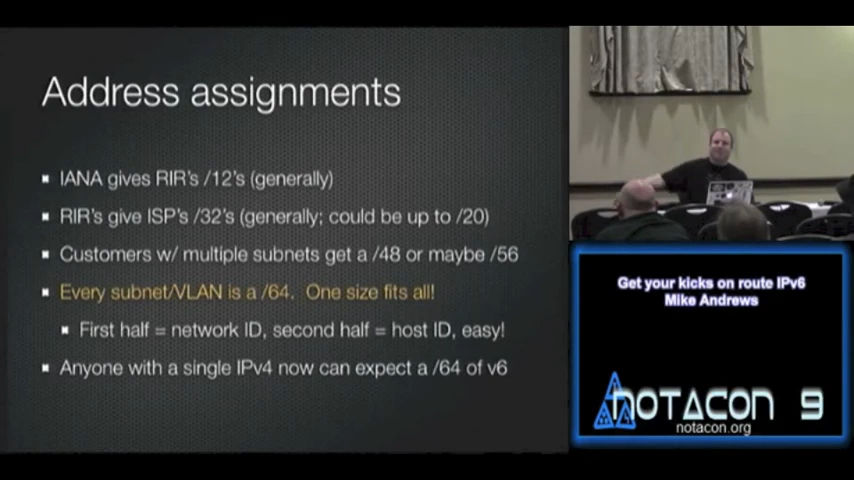 Address assignments
IANA gives RIR's /12's (generally)
RIR's give ISP's /32's (generally; could be up to /20)
Customers w/ multiple subnets get a /48 or maybe /56
Every subnet/VLAN is a /64. One size fits all!
First half = network ID, second half = host ID, easy!
Anyone with a single IPv4 now can expect a /64 of v6
Get your kicks on route IPv6
Mike Andrews
NOTACON 9
notacon.org